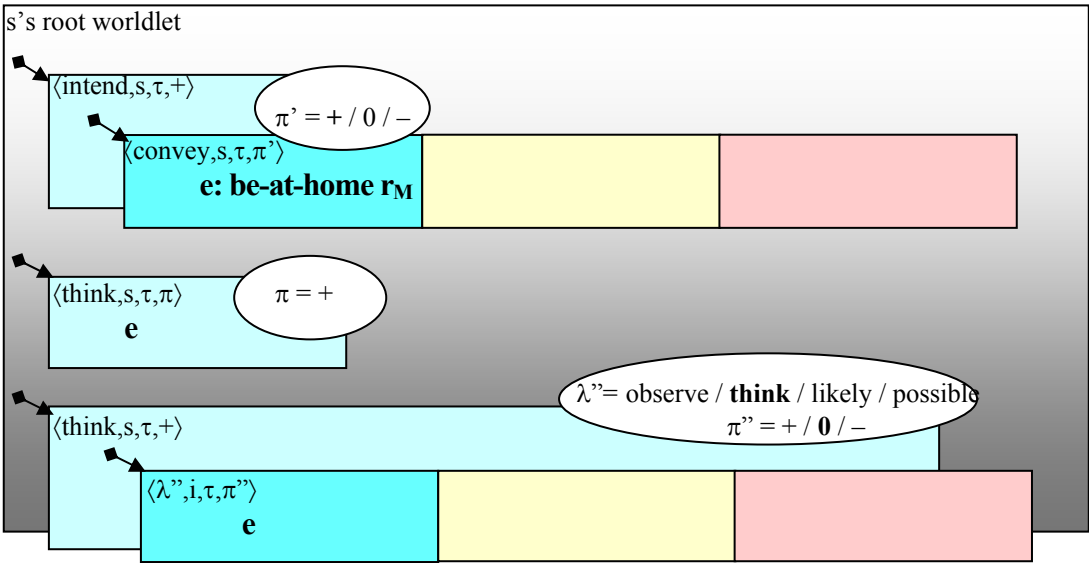 s's root worldlet
⟨intend,s,τ,+⟩
π’ = + / 0 / –
⟨convey,s,τ,π’⟩
e: be-at-home r_M
⟨think,s,τ,π⟩
π = +
e
λ”= observe / think / likely / possible
π” = + / 0 / –
⟨think,s,τ,+⟩
⟨λ”,i,τ,π”⟩
e